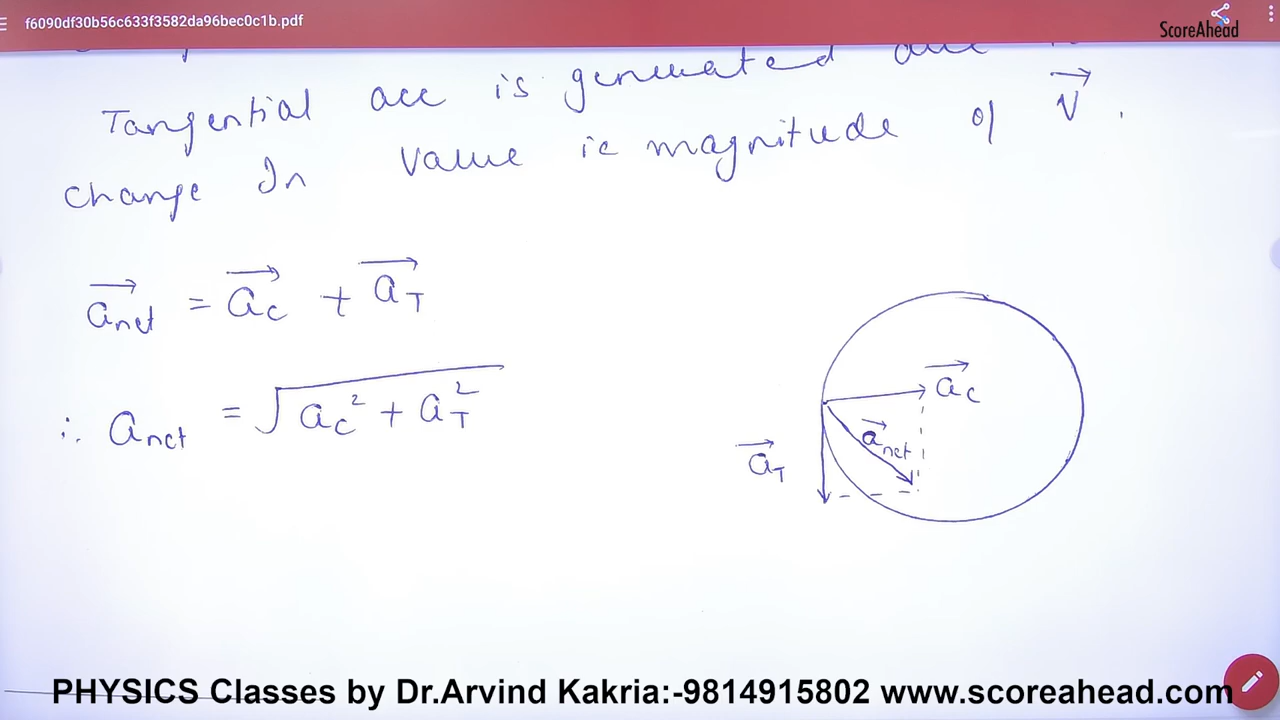 f6090df30b56c633f3582da96bec0c1b.pdf
ScoreAhead
Tangential acc is generated due
change In value ie magnitude of V⃗ .
a⃗net = a⃗C + a⃗T
∴ anet = √(aC² + aT²)
a⃗C
a⃗net
a⃗T
PHYSICS Classes by Dr.Arvind Kakria:-9814915802 www.scoreahead.com